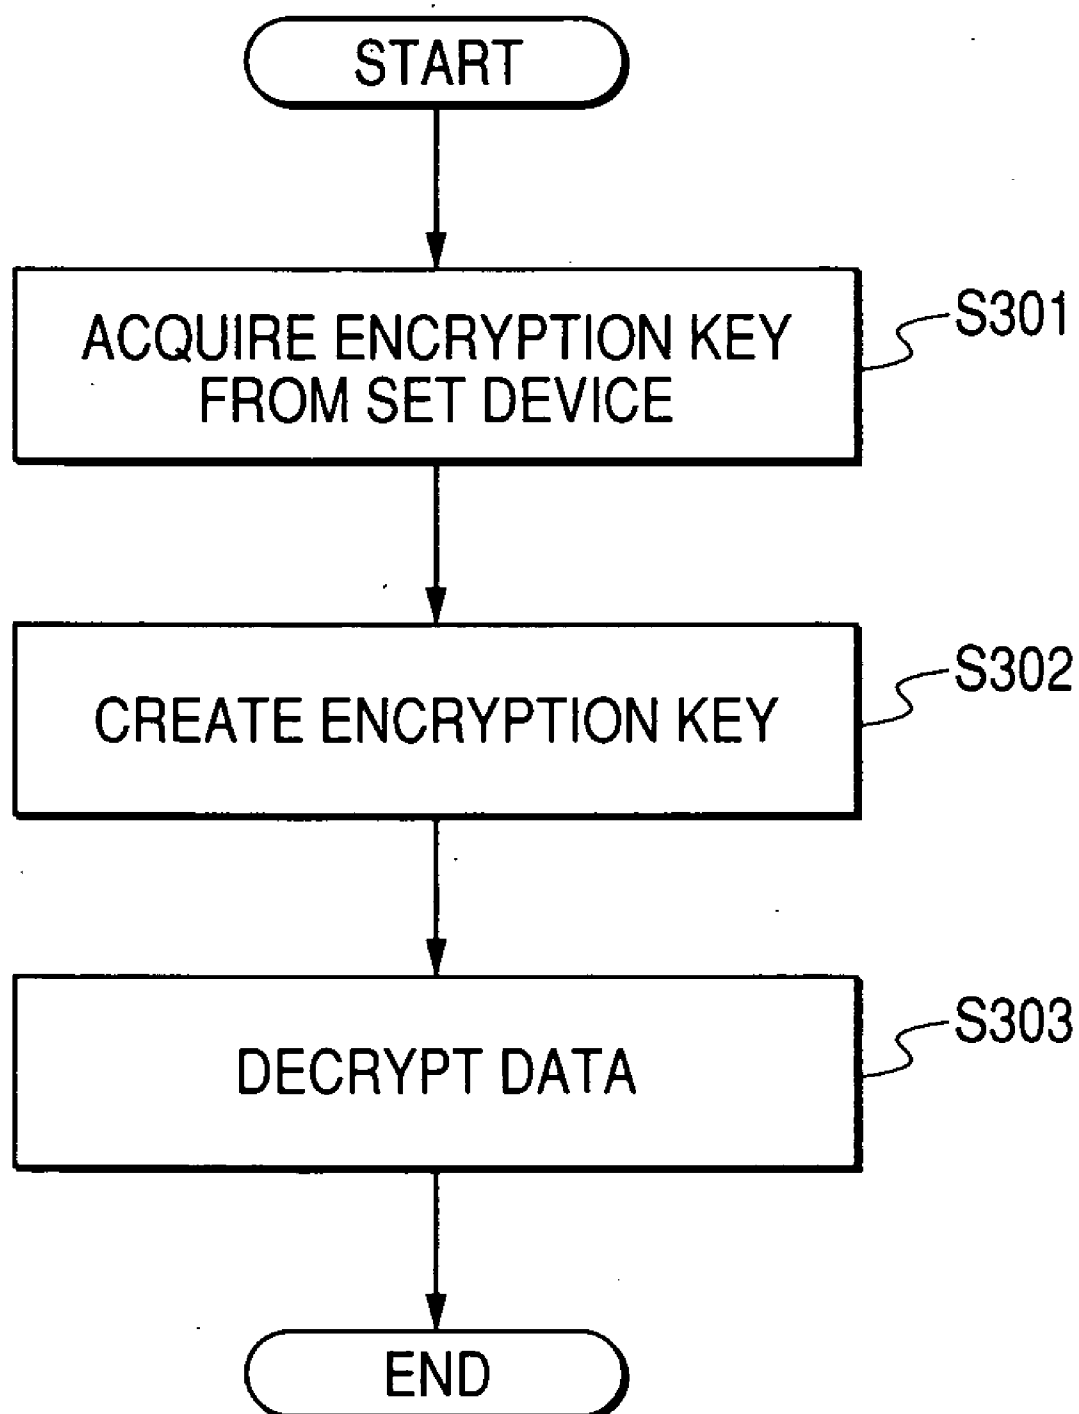 START
ACQUIRE ENCRYPTION KEY
FROM SET DEVICE
S301
CREATE ENCRYPTION KEY
S302
DECRYPT DATA
S303
END